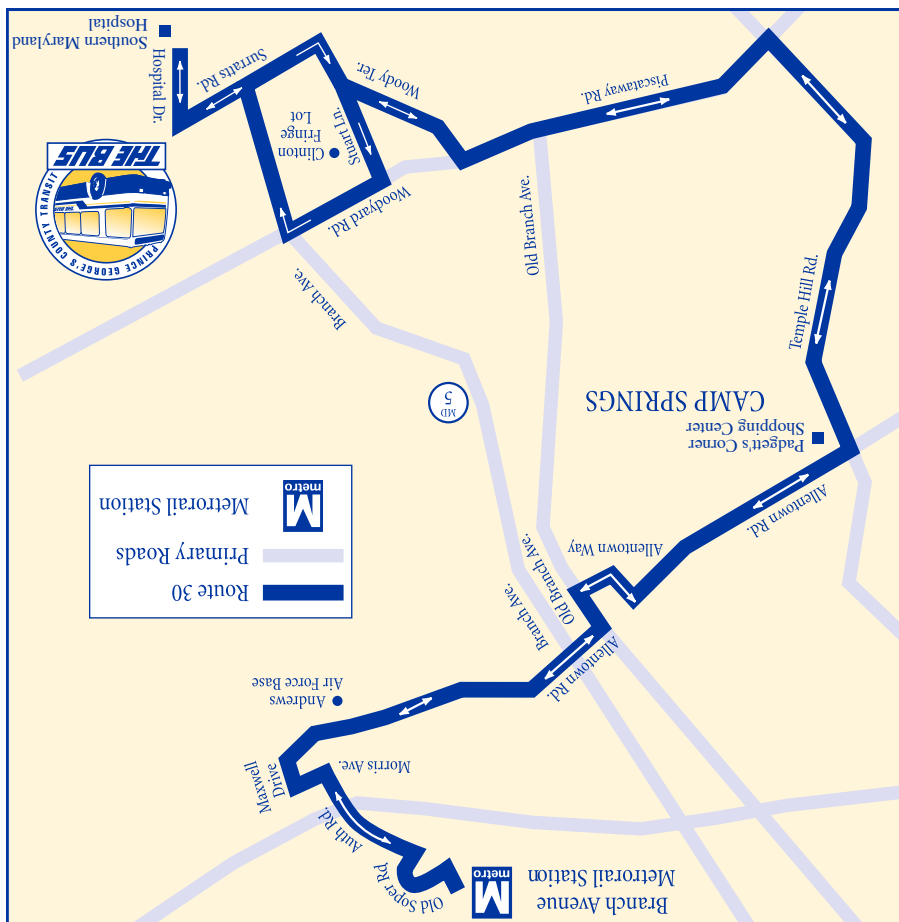 Branch Avenue
Metrorail Station
metro
Old Soper Rd.
Auth Rd.
Morris Ave.
Maxwell
Drive
Andrews
Air Force Base
Allentown Rd.
Branch Ave.
Old Branch Ave.
Allentown Way
Route 30
Primary Roads
metro
Metrorail Station
Allentown Rd.
Padgett's Corner
Shopping Center
CAMP SPRINGS
MD
5
Temple Hill Rd.
Branch Ave.
Old Branch Ave.
Woodyard Rd.
PRINCE GEORGE'S COUNTY TRANSIT
THE BUS
THE BUS
Clinton
Fringe
Lot
Stuart Ln.
Piscataway Rd.
Woody Ter.
Surratts Rd.
Hospital Dr.
Southern Maryland
Hospital